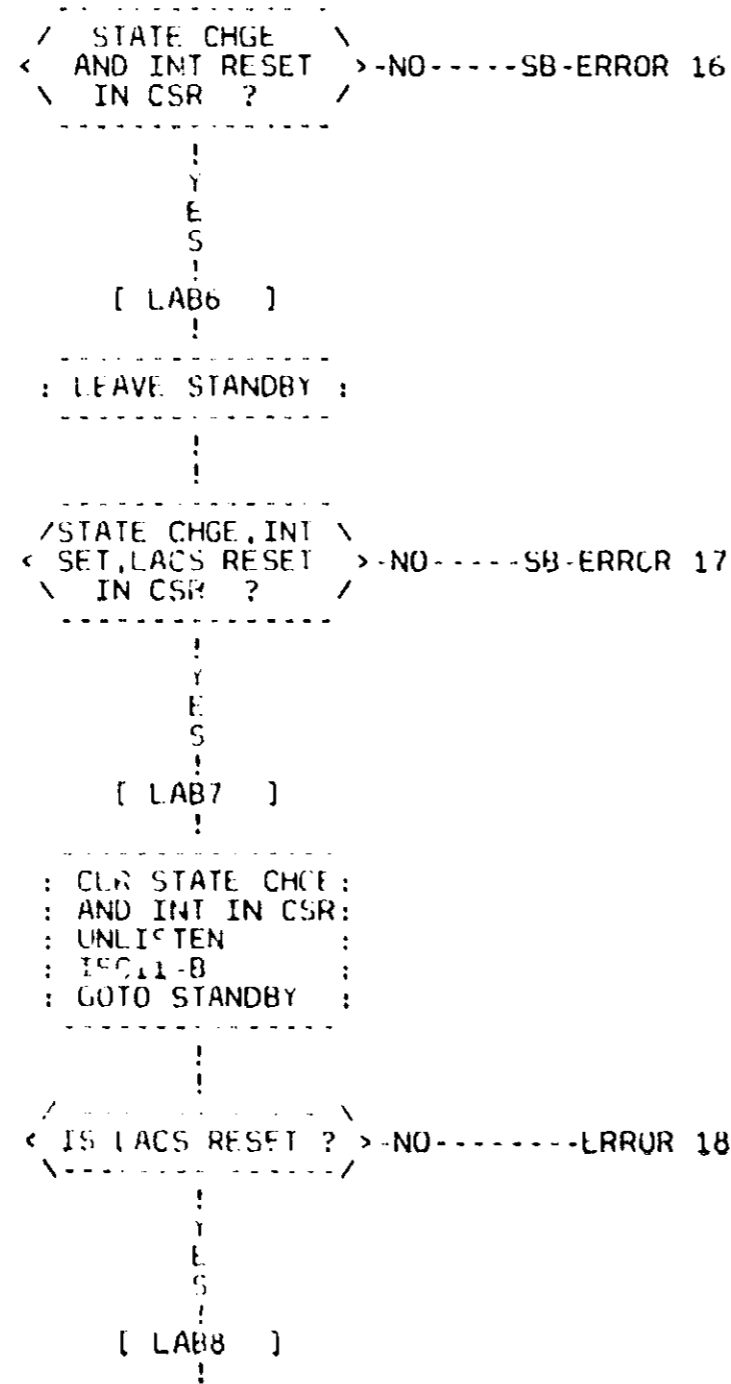 / STATE CHGE \
< AND INT RESET >-NO-----SB-ERROR 16
\ IN CSR ? /
!
Y
E
S
!
[ LAB6 ]
!
: LEAVE STANDBY :
!
!
/STATE CHGE,INT \
< SET,LACS RESET >-NO-----SB-ERROR 17
\ IN CSR ? /
!
Y
E
S
!
[ LAB7 ]
!
: CLR STATE CHGE:
: AND INT IN CSR:
: UNLISTEN :
: -B :
: GOTO STANDBY :
!
!
< IS LACS RESET ? >-NO--------ERROR 18
!
Y
E
S
!
[ LAB8 ]
!